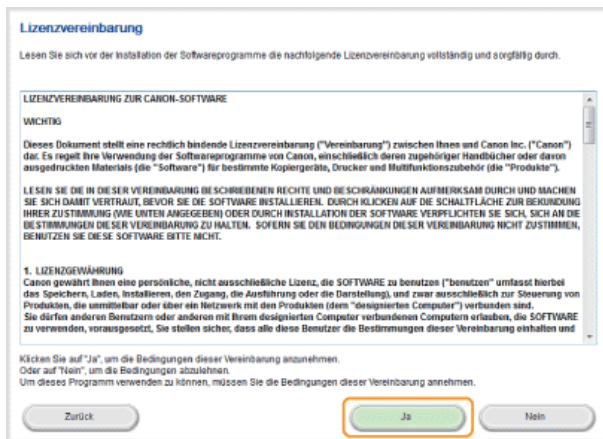 Lizenzvereinbarung
Lesen Sie sich vor der Installation der Softwareprogramme die nachfolgende Lizenzvereinbarung vollständig und sorgfältig durch.
LIZENZVEREINBARUNG ZUR CANON-SOFTWARE
WICHTIG
Dieses Dokument stellt eine rechtlich bindende Lizenzvereinbarung ("Vereinbarung") zwischen Ihnen und Canon Inc. ("Canon")
dar. Es regelt Ihre Verwendung der Softwareprogramme von Canon, einschließlich deren zugehöriger Handbücher oder davon
ausgedruckten Materials (die "Software") für bestimmte Kopiergeräte, Drucker und Multifunktionszubehör (die "Produkte").
LESEN SIE DIE IN DIESER VEREINBARUNG BESCHRIEBENEN RECHTE UND BESCHRÄNKUNGEN AUFMERKSAM DURCH UND MACHEN
SIE SICH DAMIT VERTRAUT, BEVOR SIE DIE SOFTWARE INSTALLIEREN. DURCH KLICKEN AUF DIE SCHALTFLÄCHE ZUR BEKUNDUNG
IHRER ZUSTIMMUNG (WIE UNTEN ANGEGEBEN) ODER DURCH INSTALLATION DER SOFTWARE VERPFLICHTEN SIE SICH, SICH AN DIE
BESTIMMUNGEN DIESER VEREINBARUNG ZU HALTEN. SOFERN SIE DEN BEDINGUNGEN DIESER VEREINBARUNG NICHT ZUSTIMMEN,
BENUTZEN SIE DIESE SOFTWARE BITTE NICHT.
1. LIZENZGEWÄHRUNG
Canon gewährt Ihnen eine persönliche, nicht ausschließliche Lizenz, die SOFTWARE zu benutzen ("benutzen" umfasst hierbei
das Speichern, Laden, Installieren, den Zugang, die Ausführung oder die Darstellung), und zwar ausschließlich zur Steuerung von
Produkten, die unmittelbar oder über ein Netzwerk mit den Produkten (dem "designierten Computer") verbunden sind.
Sie dürfen anderen Benutzern oder anderen mit Ihrem designierten Computer verbundenen Computern erlauben, die SOFTWARE
zu verwenden, vorausgesetzt, Sie stellen sicher, dass alle diese Benutzer die Bestimmungen dieser Vereinbarung einhalten und
Klicken Sie auf "Ja", um die Bedingungen dieser Vereinbarung anzunehmen.
Oder auf "Nein", um die Bedingungen abzulehnen.
Um dieses Programm verwenden zu können, müssen Sie die Bedingungen dieser Vereinbarung annehmen.
Zurück Ja Nein